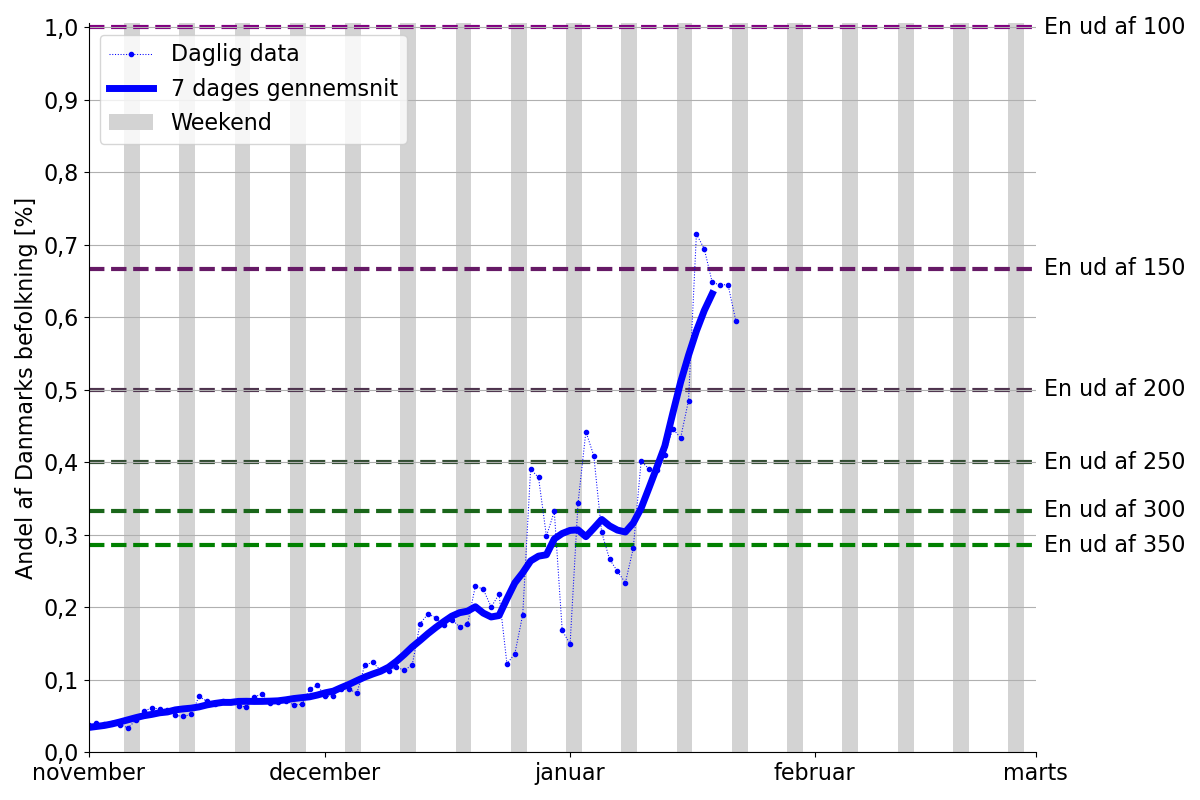 1,0
0,9
0,8
0,7
0,6
0,5
0,4
0,3
0,2
0,1
0,0
Andel af Danmarks befolkning [%]
Daglig data
7 dages gennemsnit
Weekend
En ud af 100
En ud af 150
En ud af 200
En ud af 250
En ud af 300
En ud af 350
november
december
januar
februar
marts